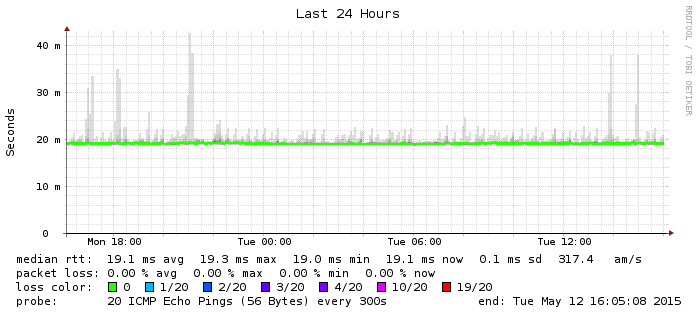 Last 24 Hours
RRDTOOL / TOBI OETIKER
Seconds
40 m
30 m
20 m
10 m
0
Mon 18:00 Tue 00:00 Tue 06:00 Tue 12:00
median rtt: 19.1 ms avg 19.3 ms max 19.0 ms min 19.1 ms now 0.1 ms sd 317.4 am/s
packet loss: 0.00 % avg 0.00 % max 0.00 % min 0.00 % now
loss color: 0 1/20 2/20 3/20 4/20 10/20 19/20
probe: 20 ICMP Echo Pings (56 Bytes) every 300s end: Tue May 12 16:05:08 2015